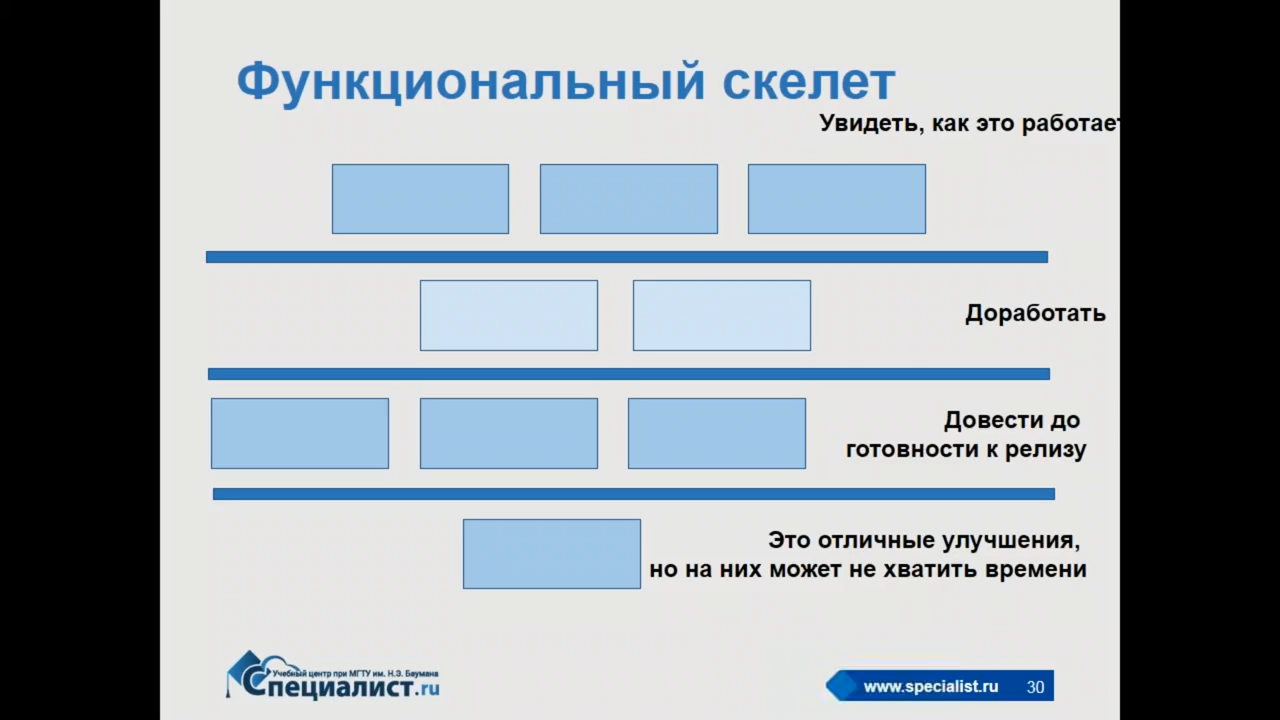 Функциональный скелет
Увидеть, как это работает
Доработать
Довести до
готовности к релизу
Это отличные улучшения,
но на них может не хватить времени
Учебный центр при МГТУ им. Н.Э. Баумана
Специалист.ru
www.specialist.ru 30